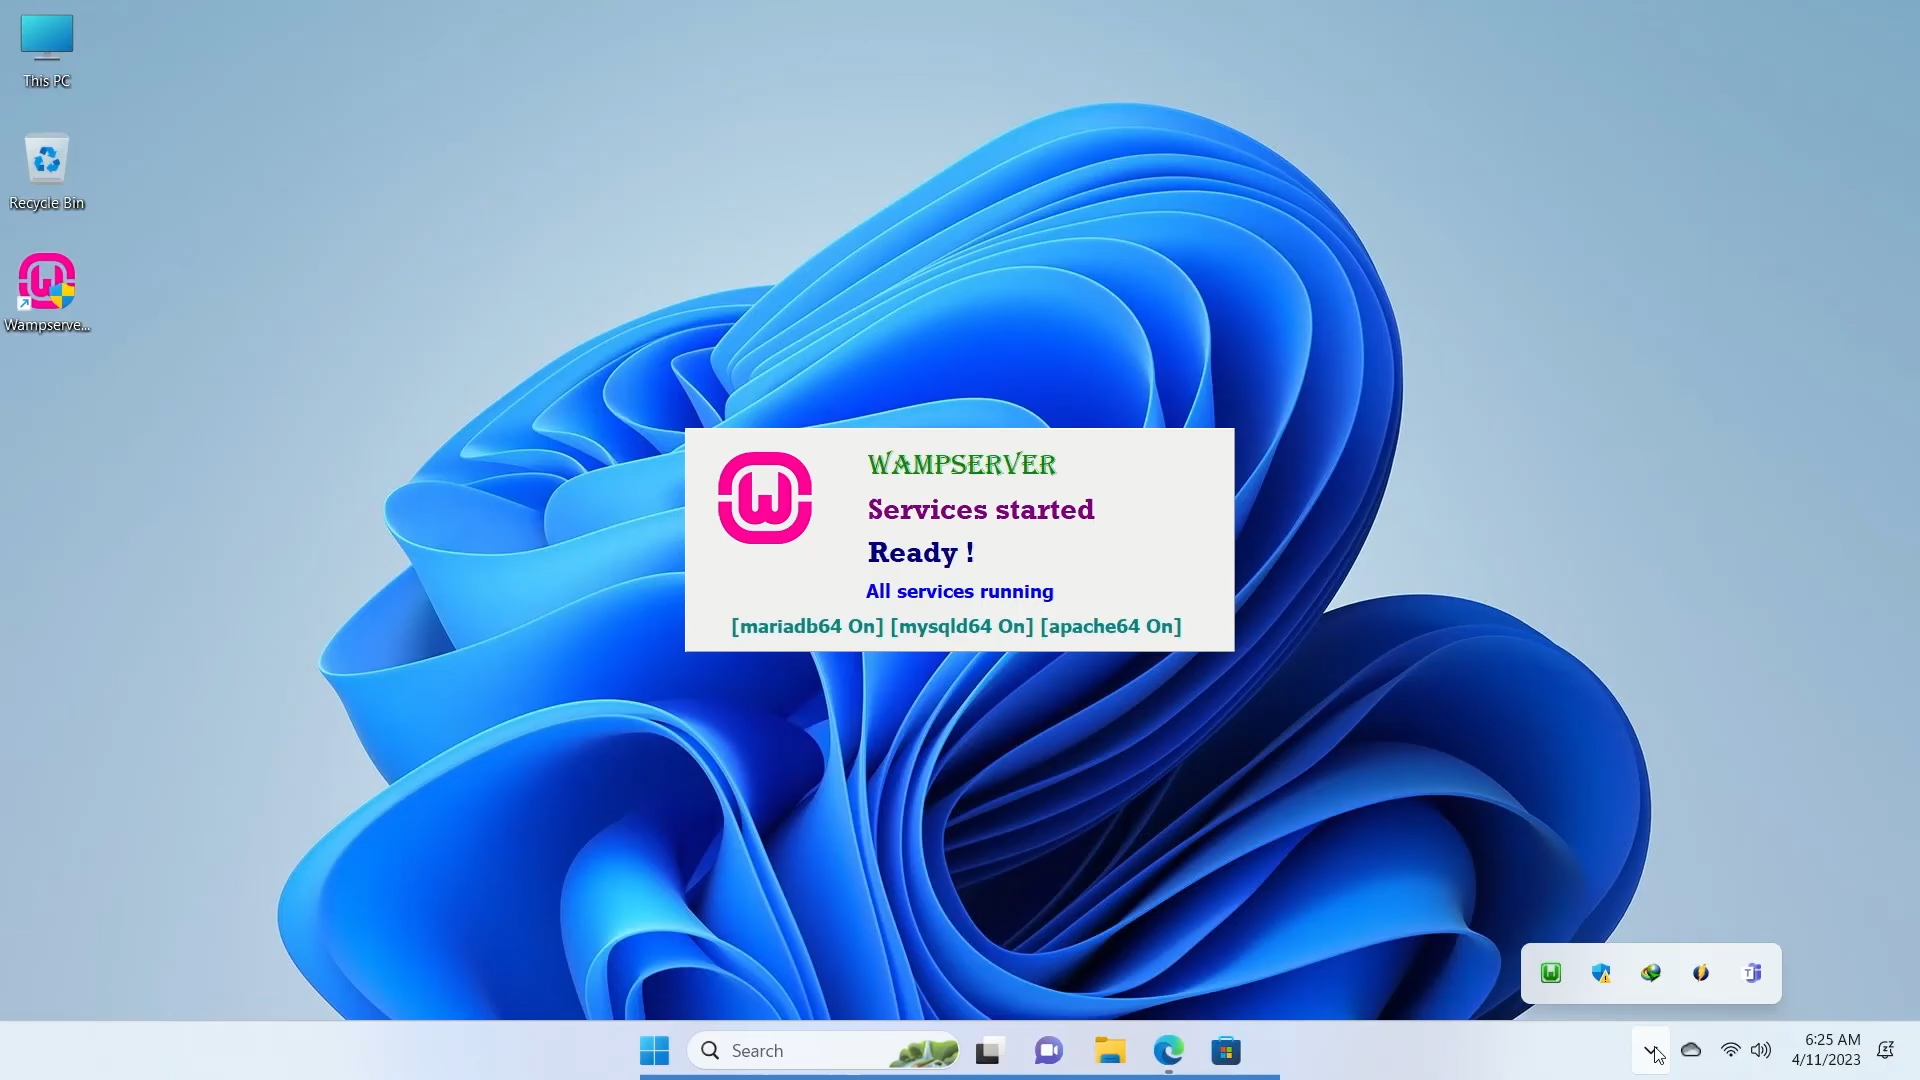 This PC
Recycle Bin
Wampserve...
WAMPSERVER
Services started
Ready !
All services running
[mariadb64 On] [mysqld64 On] [apache64 On]
Search
6:25 AM
4/11/2023